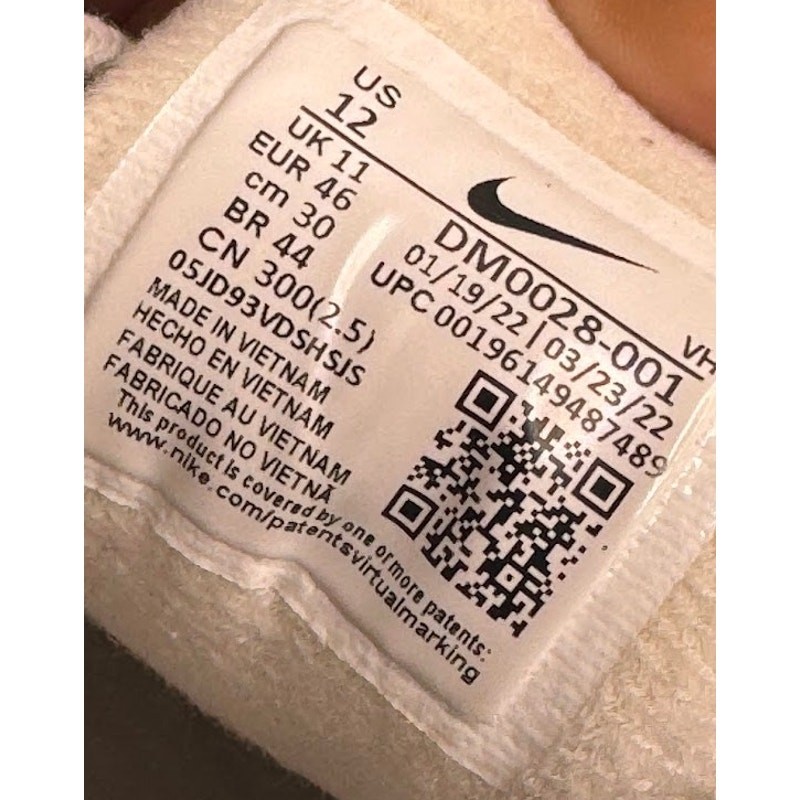 US
12
UK 11
EUR 46
cm 30
BR 44
CN 300(2.5)
05JD93VDSHSJS
MADE IN VIETNAM
HECHO EN VIETNAM
FABRIQUE AU VIETNAM
FABRICADO NO VIETNÃ
This product is covered by one or more patents:
www.nike.com/patentsvirtualmarking
VH
DM0028-001
01/19/22 | 03/23/22
UPC 00196149487489